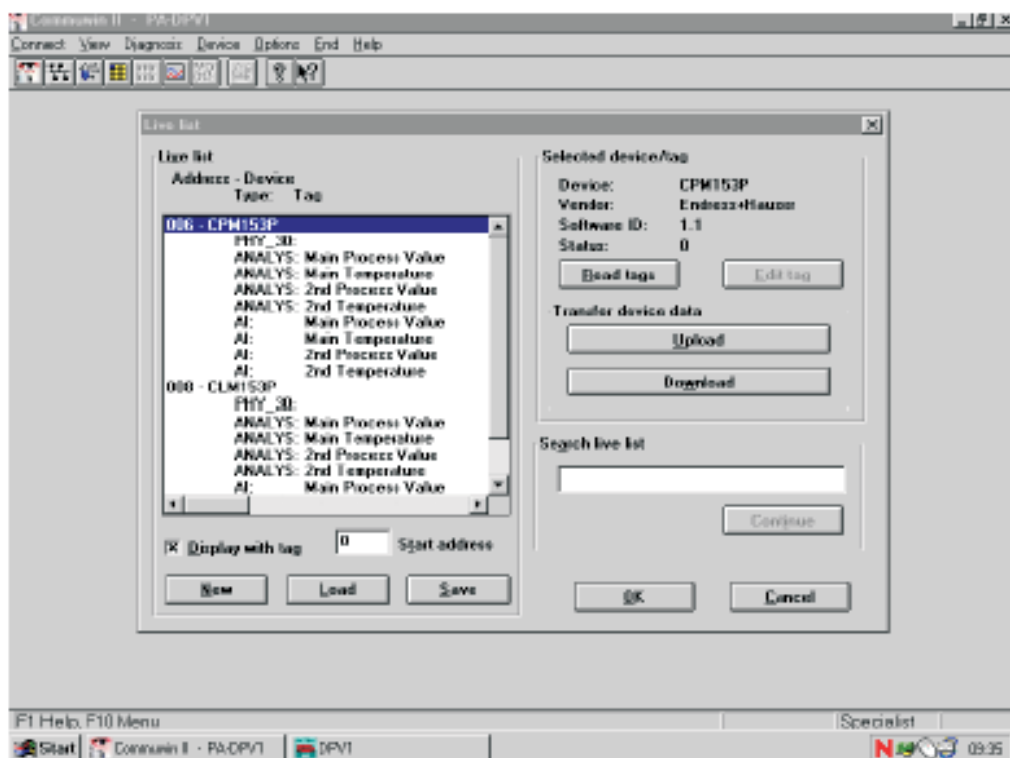 Commuwin II - PA-DPV1
Connect View Diagnosis Device Options End Help
Live list
Live list
Address - Device
Type: Tag
006 - CPM153P
PHY_30:
ANALYS: Main Process Value
ANALYS: Main Temperature
ANALYS: 2nd Process Value
ANALYS: 2nd Temperature
AI: Main Process Value
AI: Main Temperature
AI: 2nd Process Value
AI: 2nd Temperature
008 - CLM153P
PHY_30:
ANALYS: Main Process Value
ANALYS: Main Temperature
ANALYS: 2nd Process Value
ANALYS: 2nd Temperature
AI: Main Process Value
Display with tag
0
Start address
New
Load
Save
Selected device/tag
Device: CPM153P
Vendor: Endress+Hauser
Software ID: 1.1
Status: 0
Read tags
Edit tag
Transfer device data
Upload
Download
Search live list
Continue
OK
Cancel
F1 Help, F10 Menu
Specialist
Start
Commuwin II - PA-DPV1
DPV1
09:35